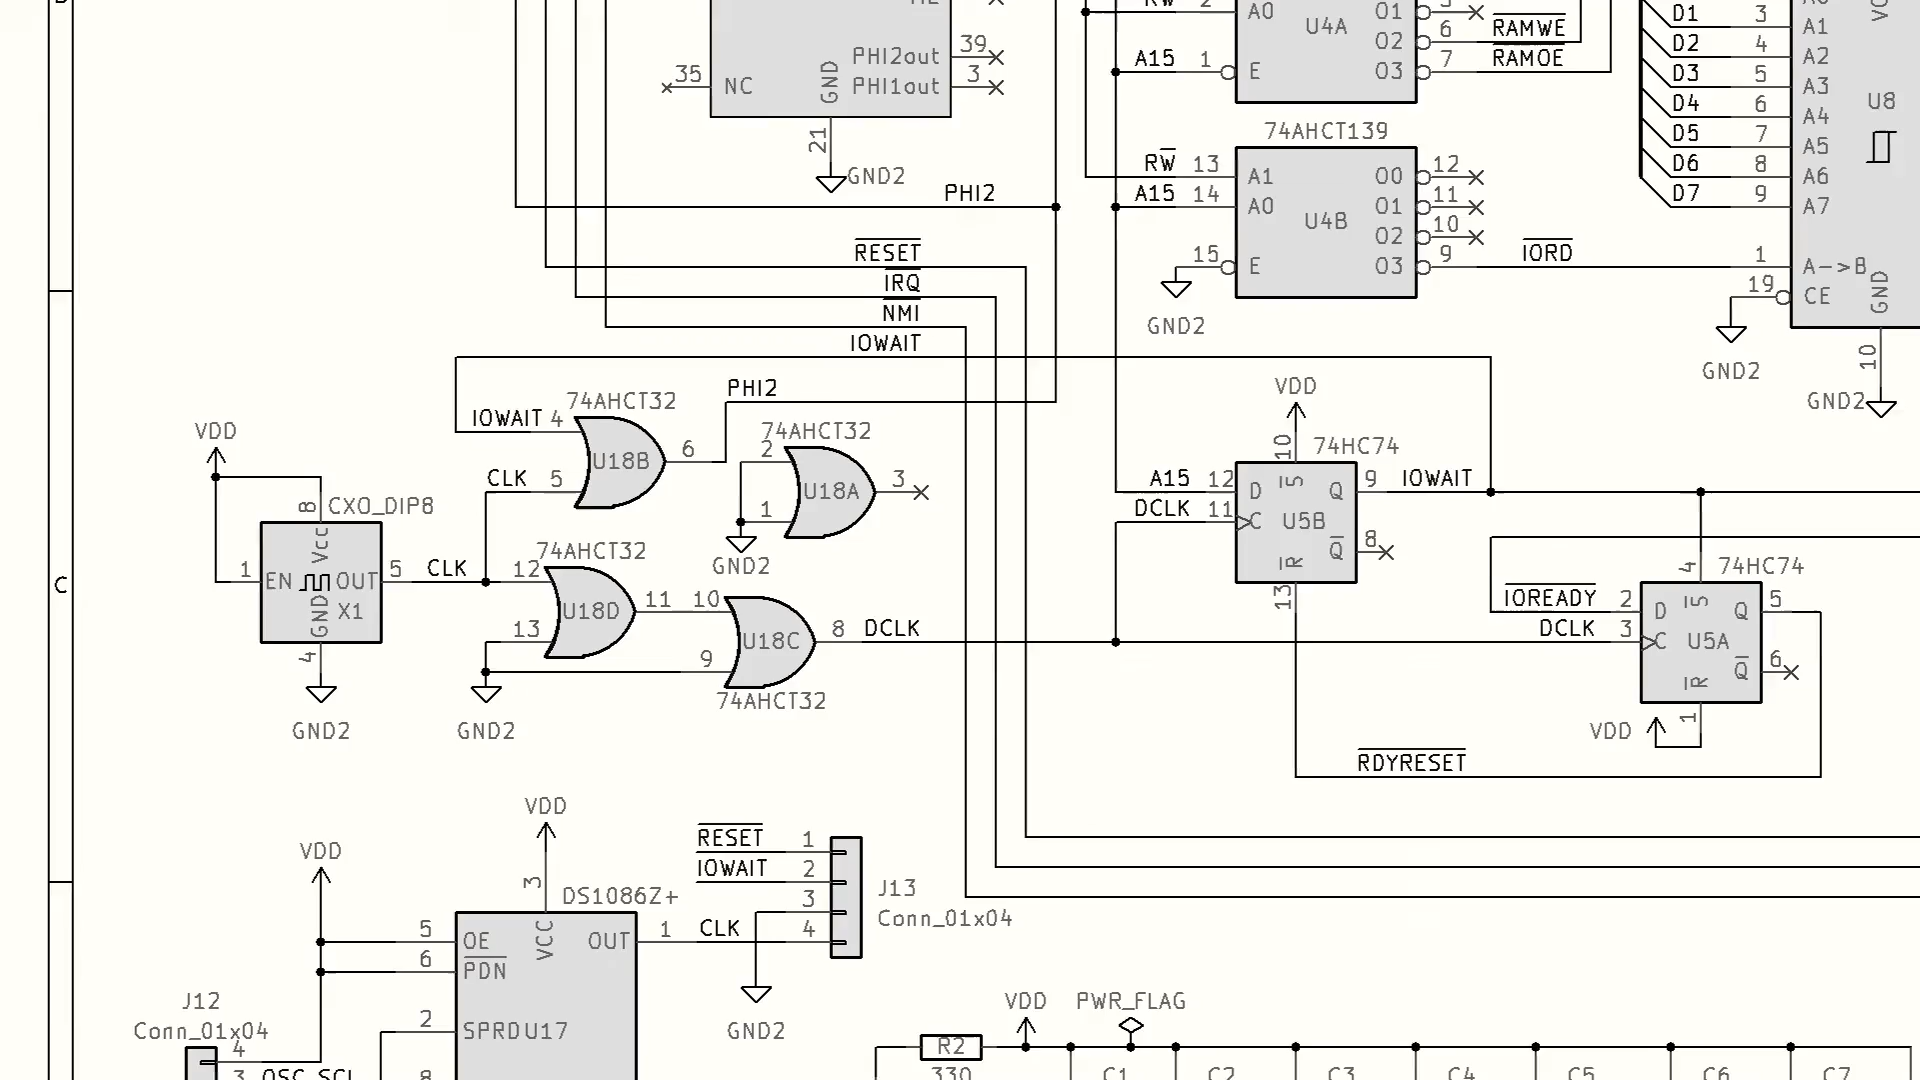 RW 2 A0
U4A
O1
O2 6 RAMWE
O3 7 RAMOE
A15 1 E
74AHCT139
PHI2out 39
PHI1out 3
35 NC
GND
21
GND2
PHI2
RW 13 A1
A15 14 A0
U4B
15 E
GND2
O0 12
O1 11
O2 10
O3 9
IORD
D1 3 A1
D2 4 A2
D3 5 A3
D4 6 A4
D5 7 A5
D6 8 A6
D7 9 A7
U8
1 A->B
19 CE
GND
10
GND2
GND2
RESET
IRQ
NMI
IOWAIT
PHI2
74AHCT32
IOWAIT 4
U18B 6
CLK 5
74AHCT32
2
U18A 3
1
GND2
VDD
8
CXO_DIP8
Vcc
1 EN OUT 5 CLK
GND X1
4
GND2
74AHCT32
12
U18D 11
13
GND2
10
U18C 8 DCLK
9
74AHCT32
VDD
10
74HC74
A15 12 D S Q 9 IOWAIT
DCLK 11 C U5B
Q 8
R
13
74HC74
4
IOREADY 2 D S Q 5
DCLK 3 C U5A
Q 6
R
1
VDD
RDYRESET
VDD
VDD
3
DS1086Z+
VCC
5 OE
6 PDN
2 SPRD
U17
8
OUT 1 CLK
RESET 1
IOWAIT 2
3
4
J13
Conn_01x04
GND2
J12
Conn_01x04
4
3 OSC_SCL
R2
330
VDD
PWR_FLAG
C1
C2
C3
C4
C5
C6
C7